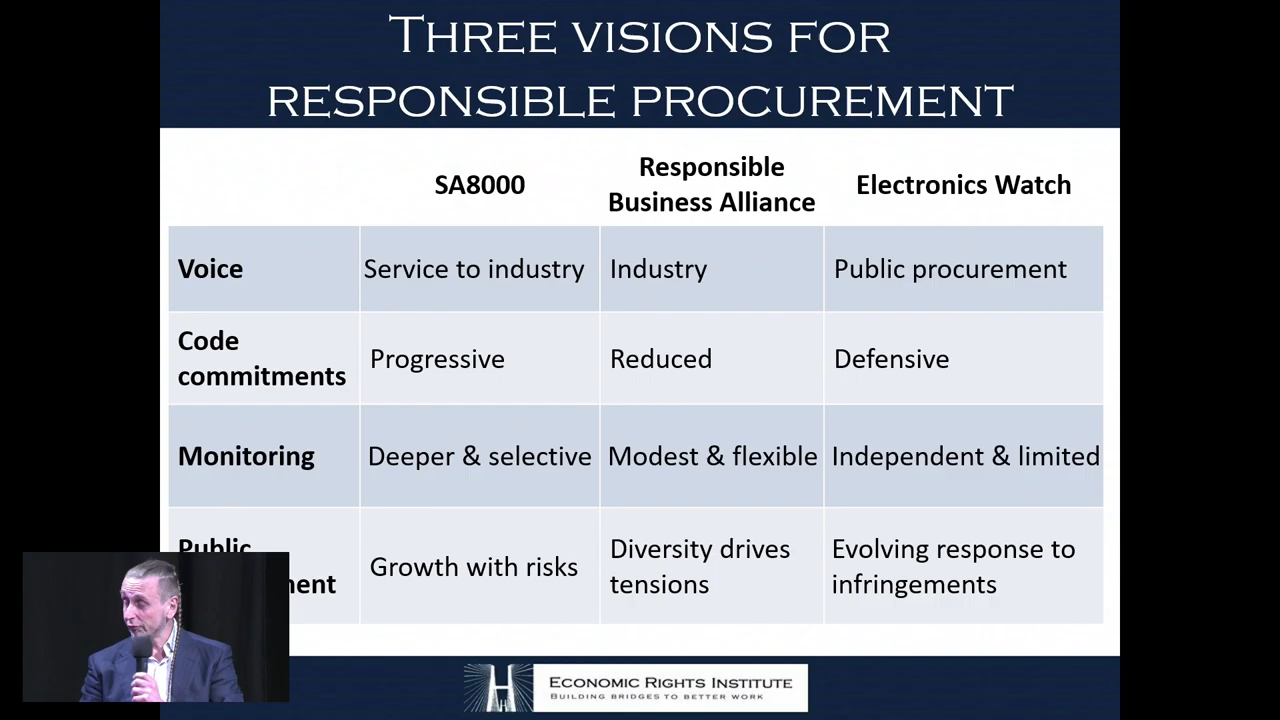 THREE VISIONS FOR
RESPONSIBLE PROCUREMENT
SA8000
Responsible
Business Alliance
Electronics Watch
Voice
Service to industry
Industry
Public procurement
Code
commitments
Progressive
Reduced
Defensive
Monitoring
Deeper & selective
Modest & flexible
Independent & limited
Public
Growth with risks
Diversity drives
tensions
Evolving response to
infringements
ECONOMIC RIGHTS INSTITUTE
BUILDING BRIDGES TO BETTER WORK